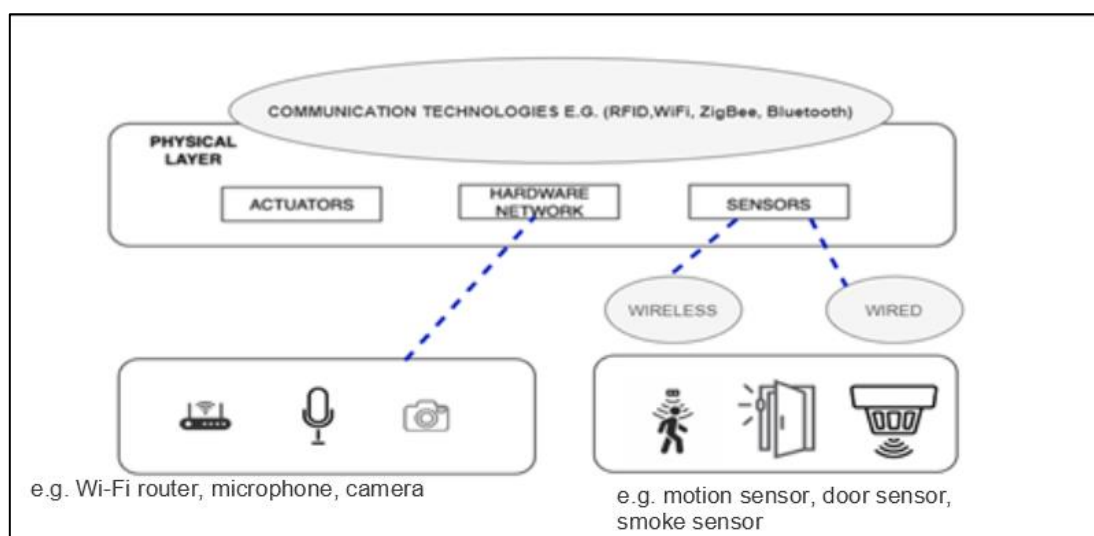 COMMUNICATION TECHNOLOGIES E.G. (RFID,WiFi, ZigBee, Bluetooth)
PHYSICAL
LAYER
ACTUATORS
HARDWARE
NETWORK
SENSORS
WIRELESS
WIRED
e.g. Wi-Fi router, microphone, camera
e.g. motion sensor, door sensor,
smoke sensor